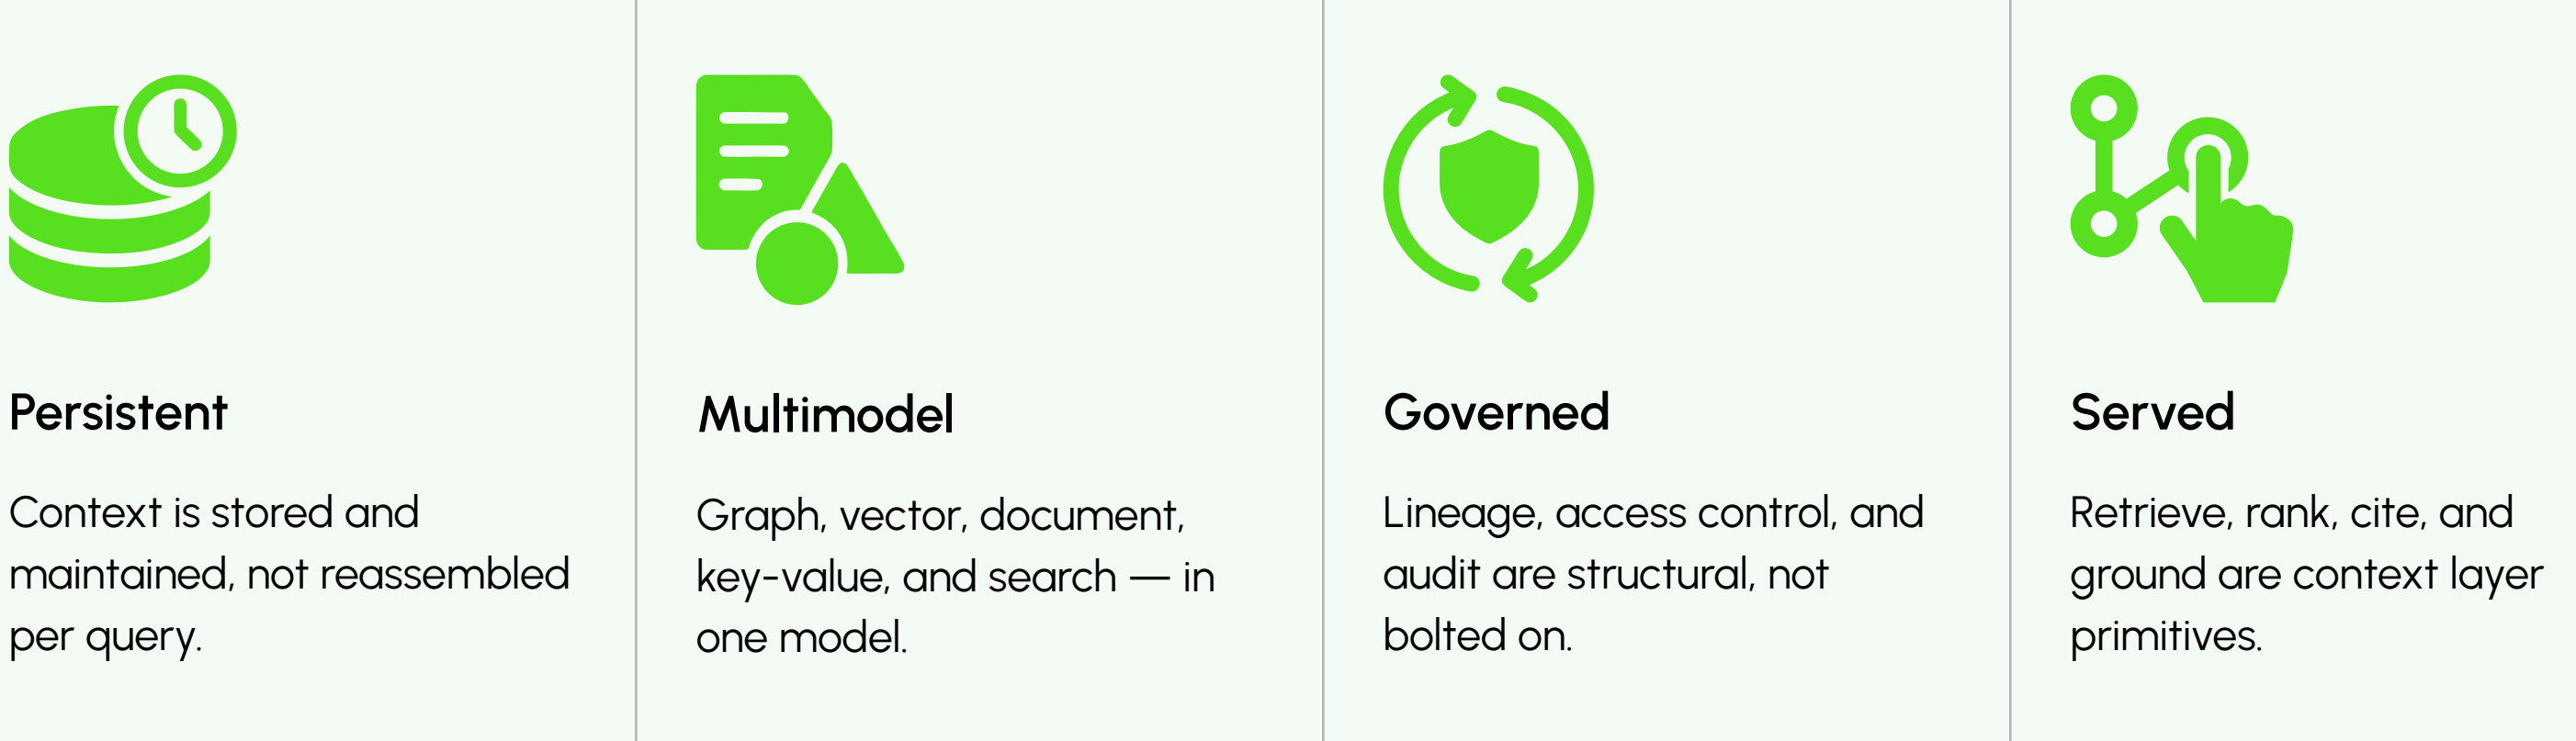 Persistent
Context is stored and
maintained, not reassembled
per query.
Multimodel
Graph, vector, document,
key-value, and search — in
one model.
Governed
Lineage, access control, and
audit are structural, not
bolted on.
Served
Retrieve, rank, cite, and
ground are context layer
primitives.